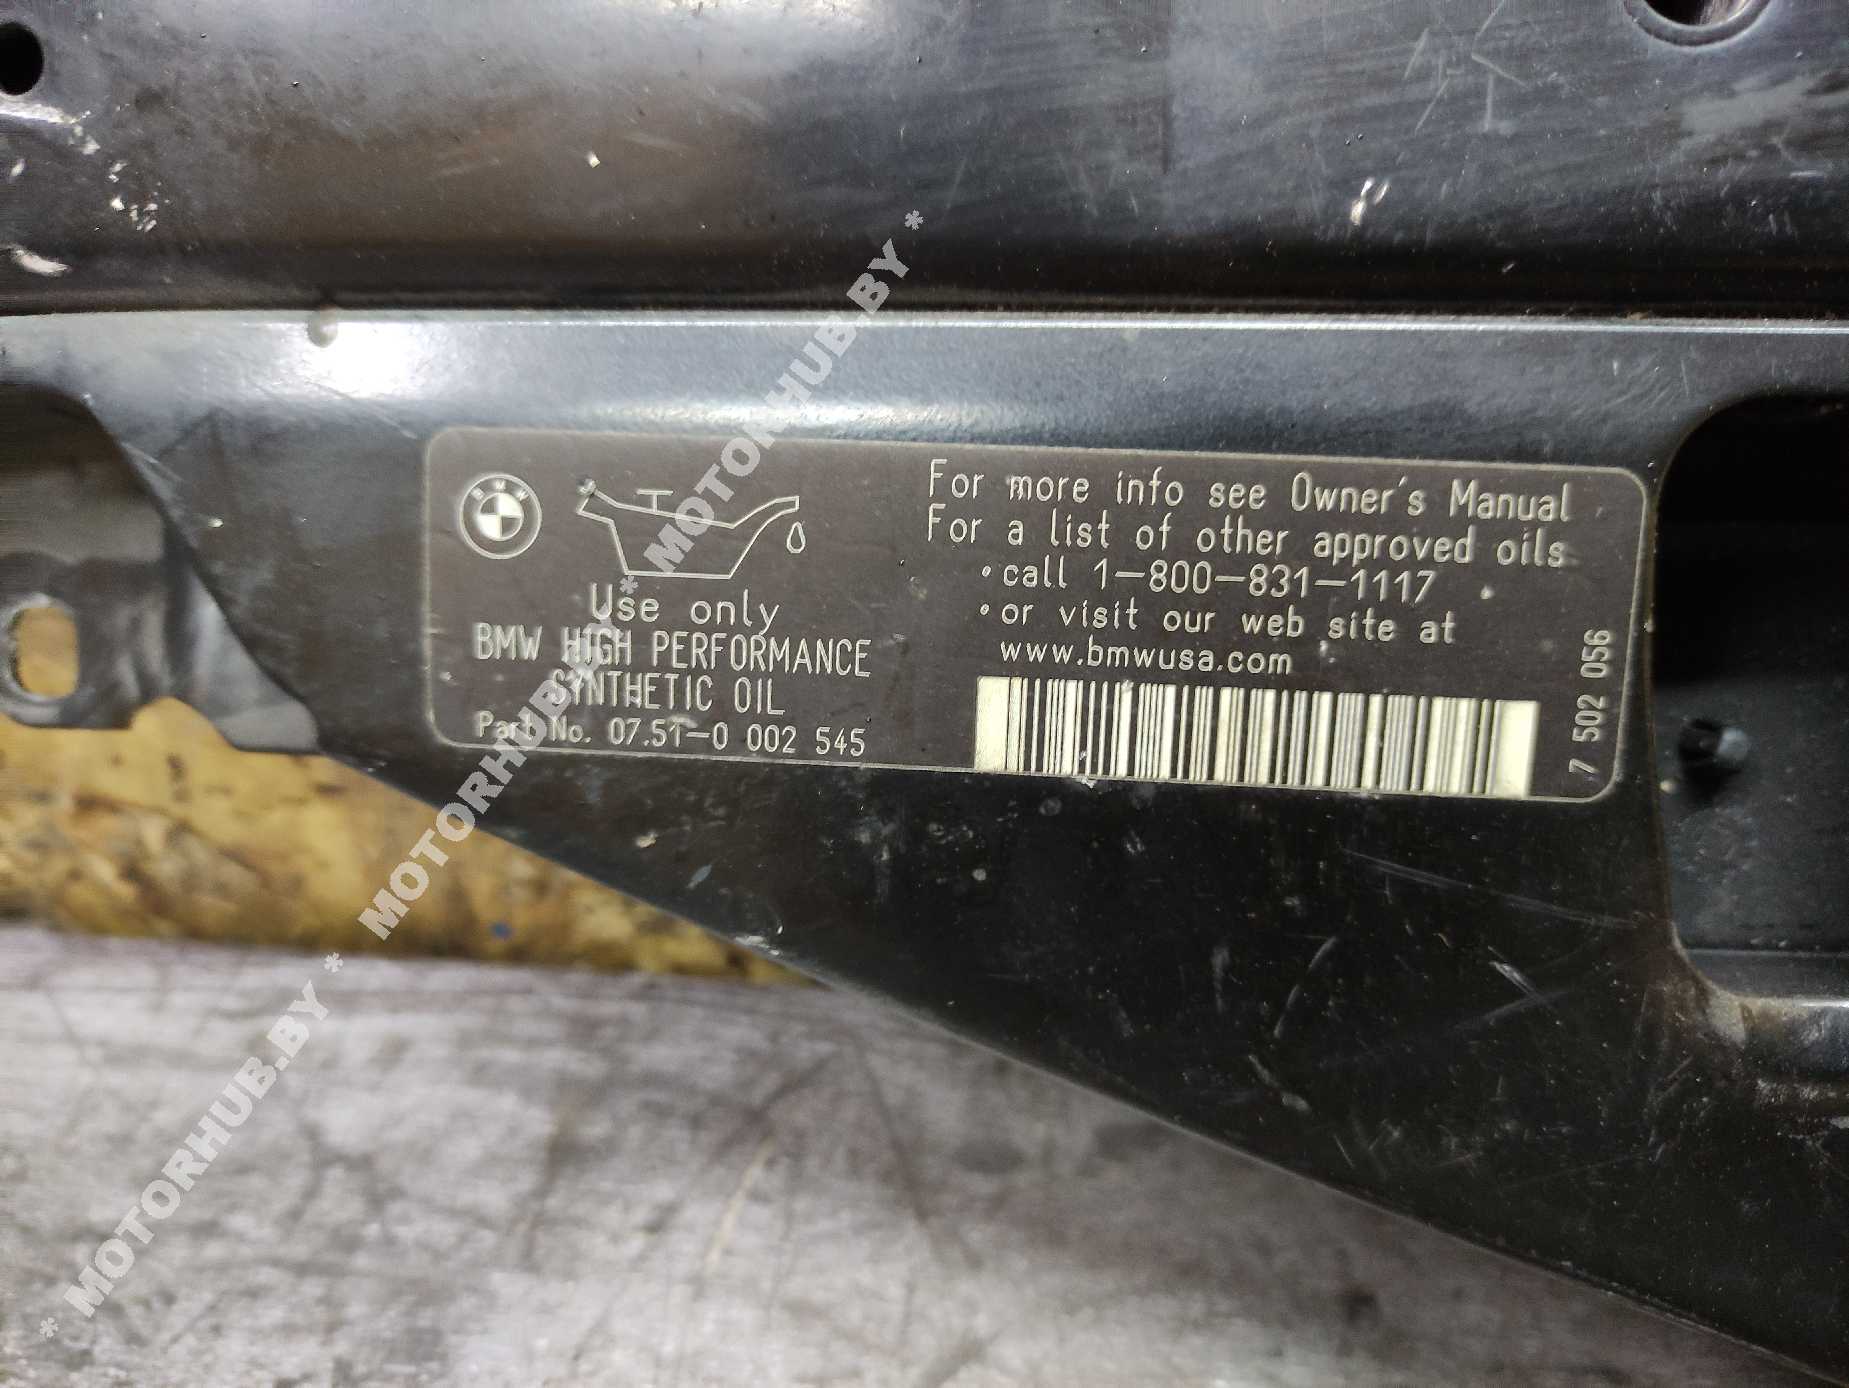 BMW
Use only
BMW HIGH PERFORMANCE
SYNTHETIC OIL
Part No. 07.51-0 002 545
For more info see Owner's Manual
For a list of other approved oils
• call 1-800-831-1117
• or visit our web site at
www.bmwusa.com
7 502 056
* MOTORHUB.BY * MOTORHUB.BY * MOTORHUB.BY *